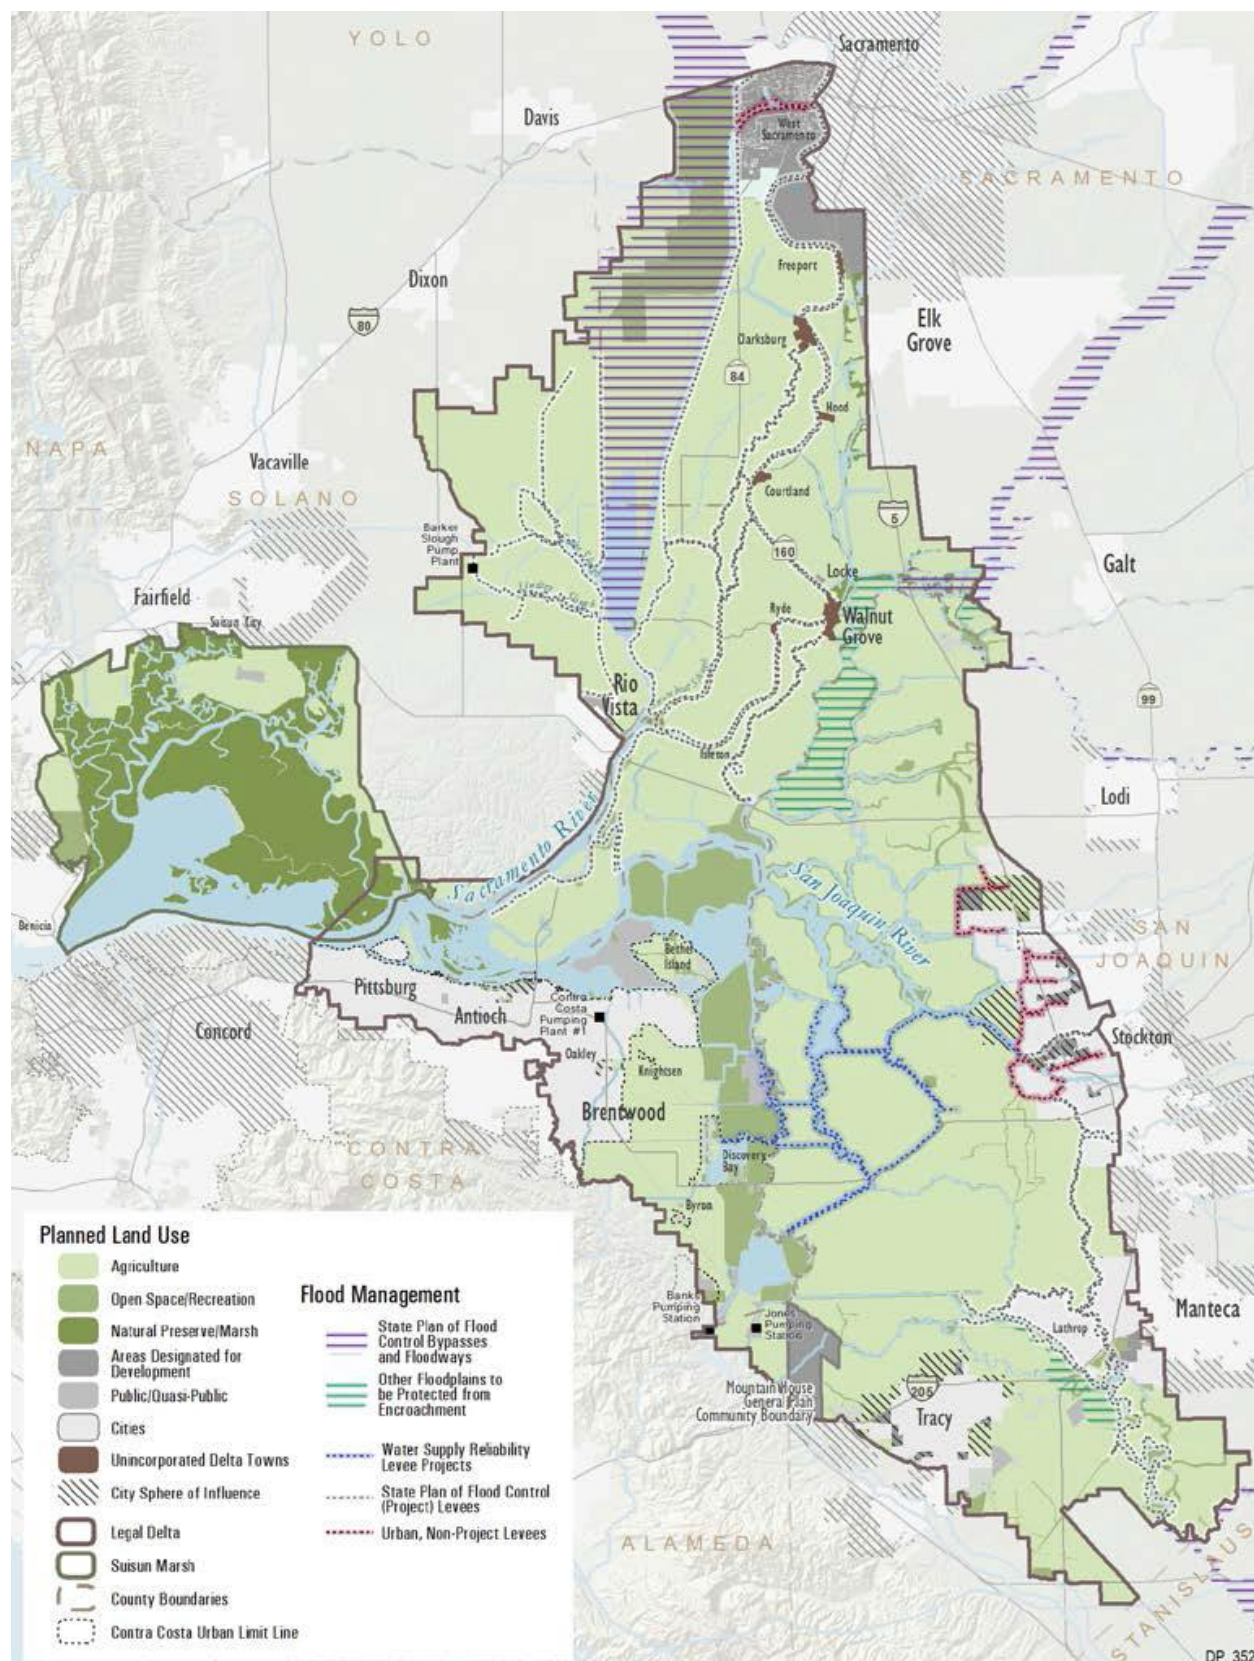 YOLO
Sacramento
Davis
West
Sacramento
SACRAMENTO
Dixon
Freeport
80
Elk
Grove
Clarksburg
84
Hood
NAPA
Vacaville
SOLANO
Courtland
5
Barker
Slough
Pump
Plant
160
Galt
Locke
Fairfield
Suisun City
Ryde
Walnut
Grove
Rio
Vista
99
Isleton
Lodi
Sacramento River
San Joaquin River
Benicia
SAN
JOAQUIN
Bethel
Island
Pittsburg
Antioch
Contra
Costa
Pumping
Plant #1
Concord
Stockton
Oakley
Knightsen
Brentwood
CONTRA
COSTA
Discovery
Bay
Byron
Banks
Pumping
Station
Jones
Pumping
Station
Manteca
Lathrop
Mountain House
General Plan
Community Boundary
205
Tracy
ALAMEDA
STANISLAUS
Planned Land Use
Agriculture
Open Space/Recreation
Natural Preserve/Marsh
Areas Designated for
Development
Public/Quasi-Public
Cities
Unincorporated Delta Towns
City Sphere of Influence
Legal Delta
Suisun Marsh
County Boundaries
Contra Costa Urban Limit Line
Flood Management
State Plan of Flood
Control Bypasses
and Floodways
Other Floodplains to
be Protected from
Encroachment
Water Supply Reliability
Levee Projects
State Plan of Flood Control
(Project) Levees
Urban, Non-Project Levees
DP_352